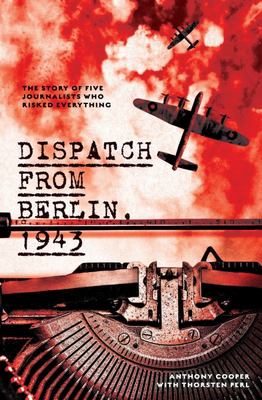 THE STORY OF FIVE
JOURNALISTS WHO
RISKED EVERYTHING
DISPATCH
FROM
BERLIN,
1943
ANTHONY COOPER
WITH THORSTEN PERL